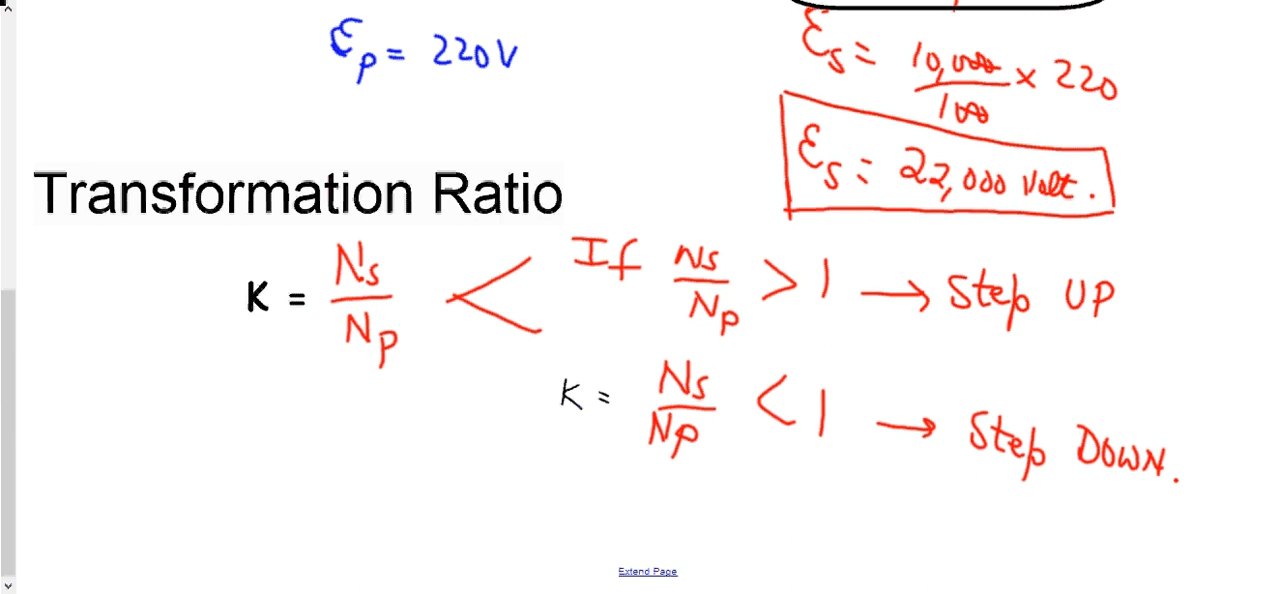 Ɛp = 220V
Ɛs = 10,000/100 × 220
Ɛs = 22,000 Volt.
Transformation Ratio
K = Ns/Np < If Ns/Np > 1 → Step UP
K = Ns/Np < 1 → Step DOWN.
Extend Page